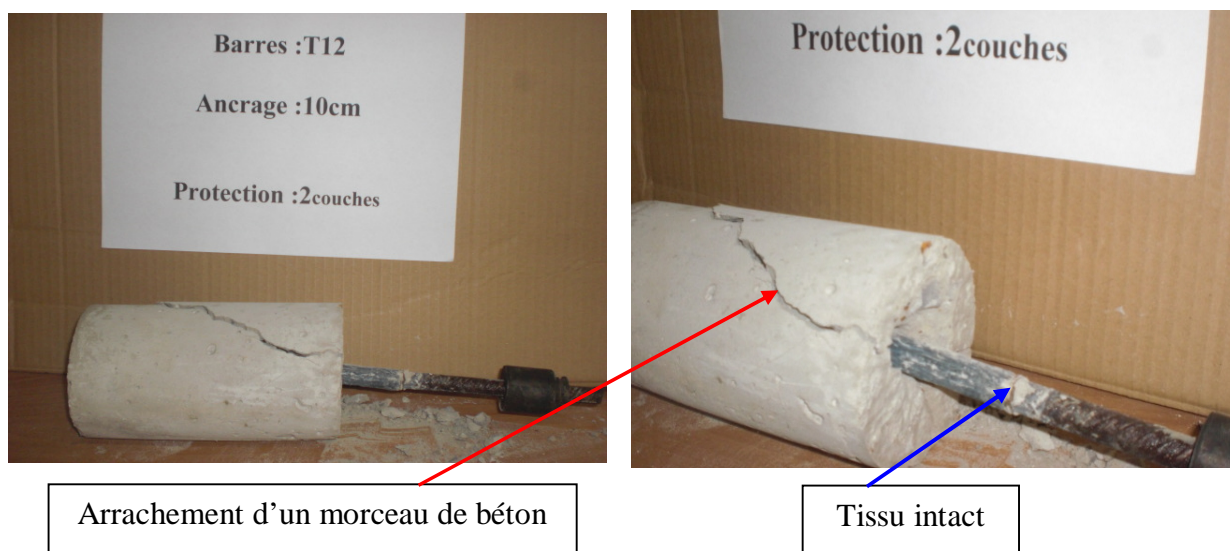 Barres :T12
Ancrage :10cm
Protection :2couches
Protection :2couches
Arrachement d’un morceau de béton
Tissu intact